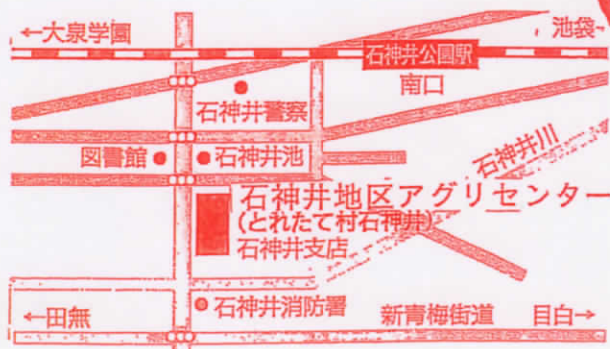 ←大泉学園
池袋→
石神井公園駅
南口
石神井警察
図書館
石神井池
石神井川
石神井地区アグリセンター
(とれたて村石神井)
石神井支店
石神井消防署
←田無
新青梅街道
目白→